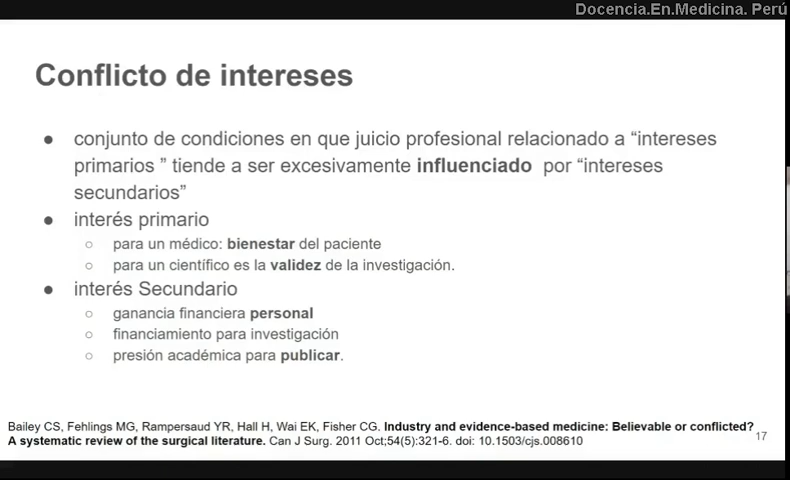 Docencia.En.Medicina. Perú
Conflicto de intereses
● conjunto de condiciones en que juicio profesional relacionado a “intereses
primarios ” tiende a ser excesivamente influenciado por “intereses
secundarios”
● interés primario
○ para un médico: bienestar del paciente
○ para un científico es la validez de la investigación.
● interés Secundario
○ ganancia financiera personal
○ financiamiento para investigación
○ presión académica para publicar.
Bailey CS, Fehlings MG, Rampersaud YR, Hall H, Wai EK, Fisher CG. Industry and evidence-based medicine: Believable or conflicted?
A systematic review of the surgical literature. Can J Surg. 2011 Oct;54(5):321-6. doi: 10.1503/cjs.008610
17